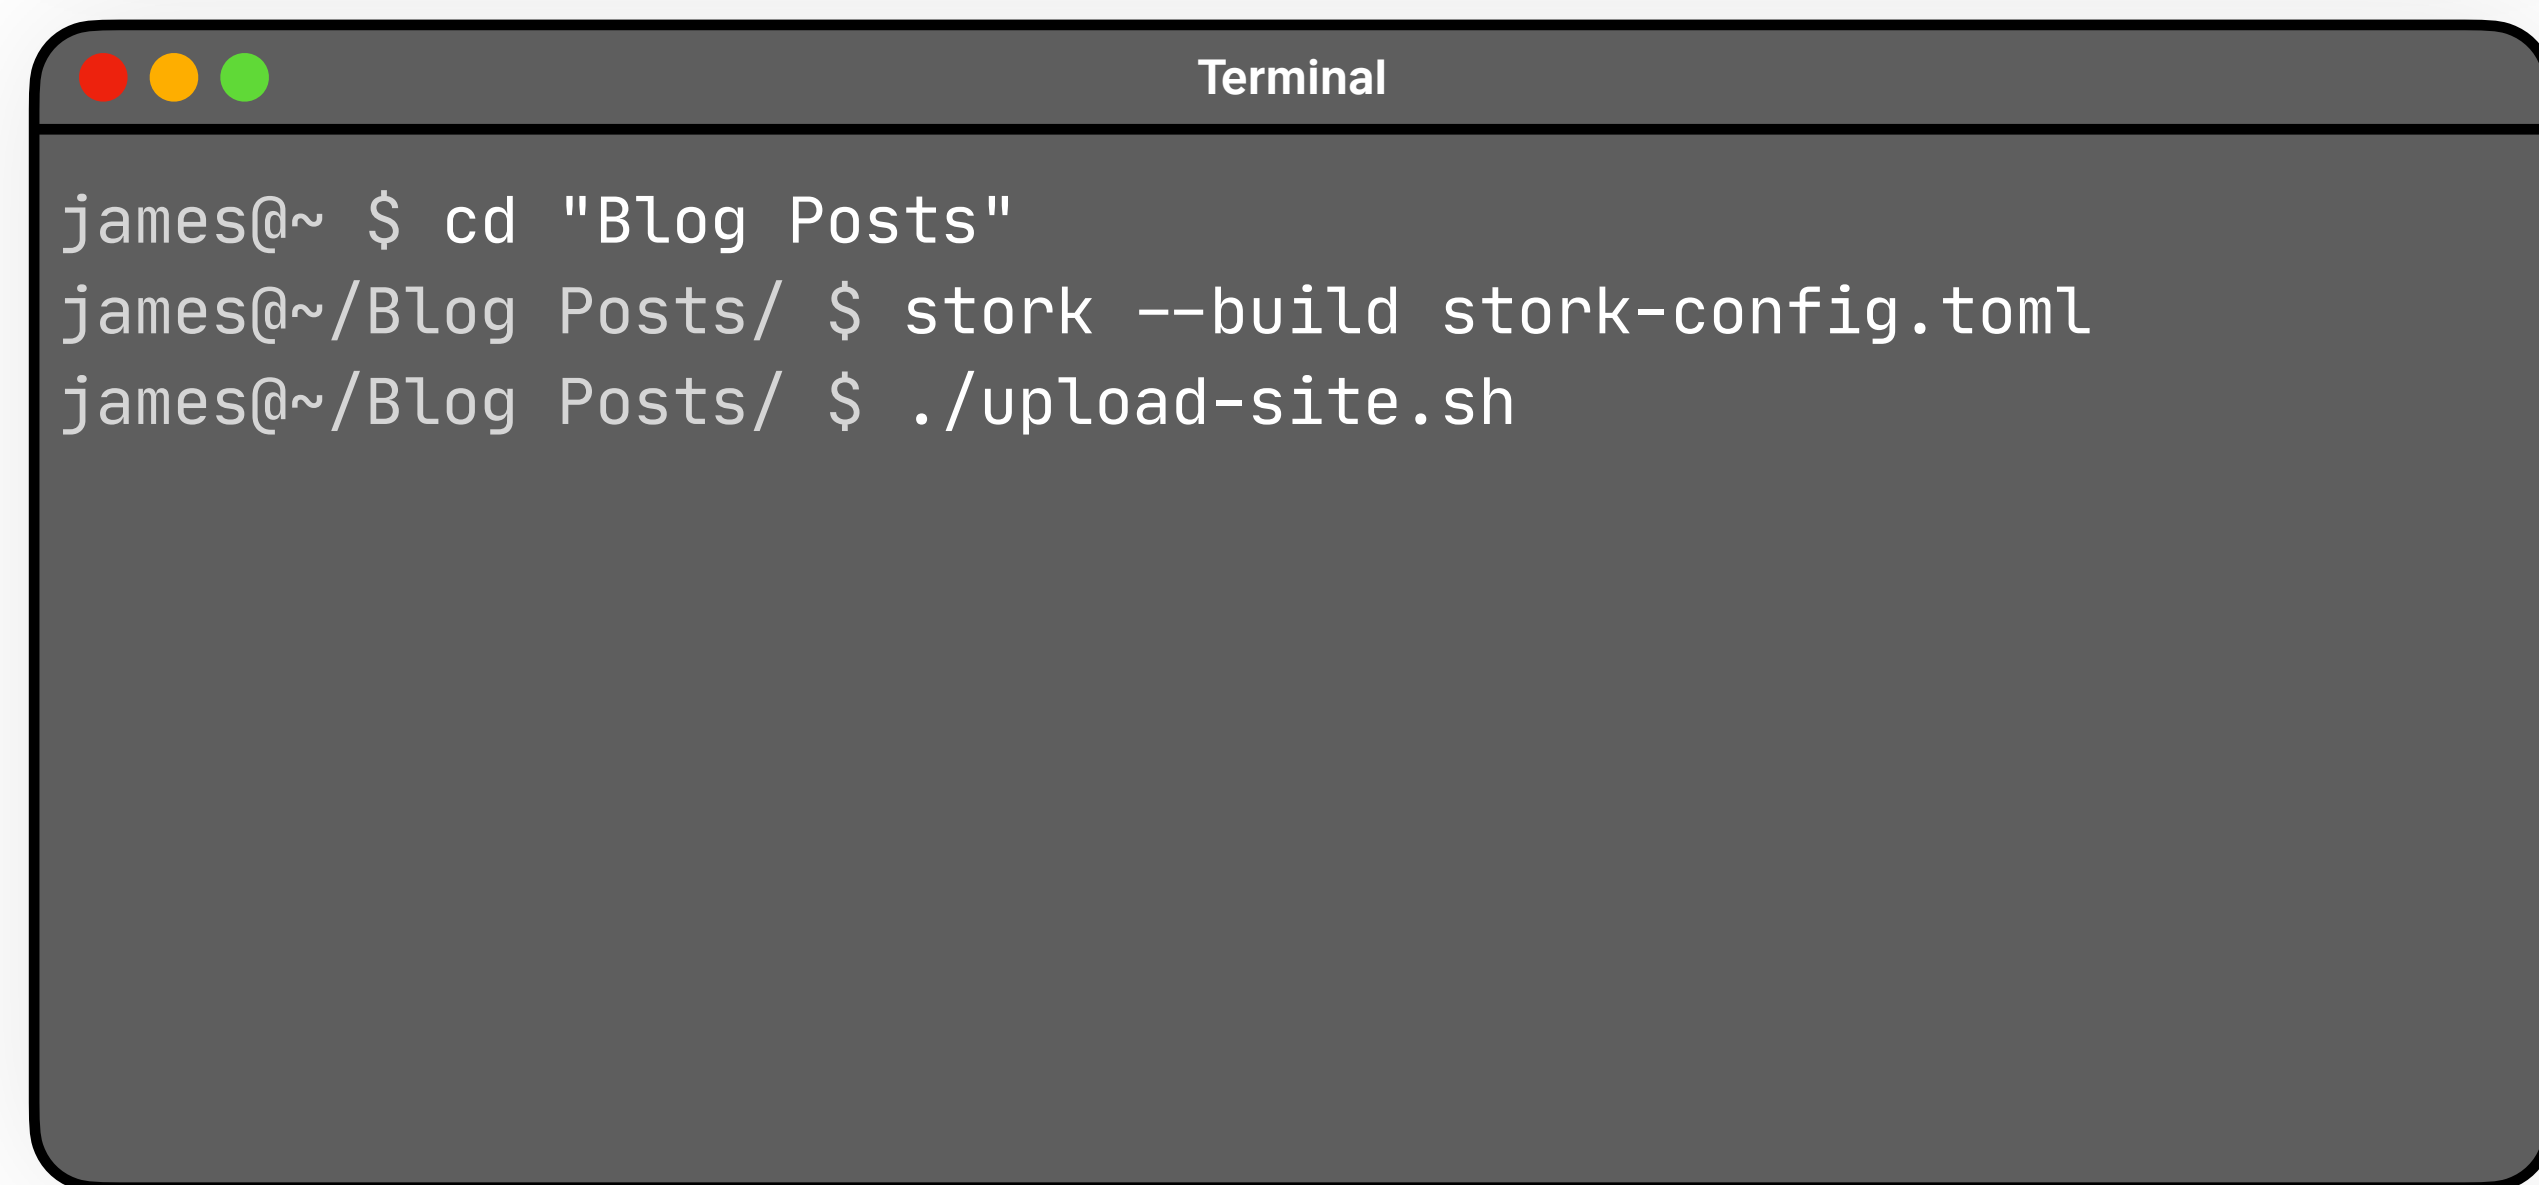 Terminal
james@~ $ cd "Blog Posts"
james@~/Blog Posts/ $ stork --build stork-config.toml
james@~/Blog Posts/ $ ./upload-site.sh